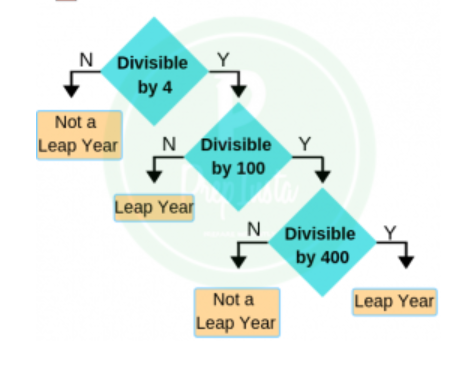 N
Divisible
by 4
Y
Not a
Leap Year
N
Divisible
by 100
Y
Leap Year
N
Divisible
by 400
Y
Not a
Leap Year
Leap Year